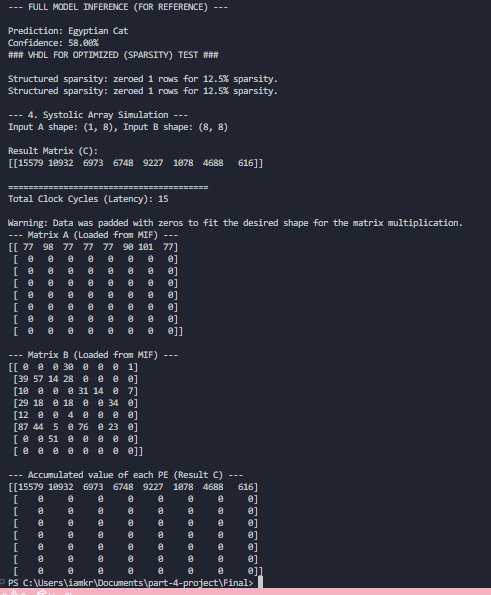 --- FULL MODEL INFERENCE (FOR REFERENCE) ---
Prediction: Egyptian Cat
Confidence: 58.00%
### VHDL FOR OPTIMIZED (SPARSITY) TEST ###
Structured sparsity: zeroed 1 rows for 12.5% sparsity.
Structured sparsity: zeroed 1 rows for 12.5% sparsity.
--- 4. Systolic Array Simulation ---
Input A shape: (1, 8), Input B shape: (8, 8)
Result Matrix (C):
[[15579 10932  6973  6748  9227  1078  4688   616]]
========================================
Total Clock Cycles (Latency): 15
Warning: Data was padded with zeros to fit the desired shape for the matrix multiplication.
--- Matrix A (Loaded from MIF) ---
[[ 77  98  77  77  77  90 101  77]
 [  0   0   0   0   0   0   0   0]
 [  0   0   0   0   0   0   0   0]
 [  0   0   0   0   0   0   0   0]
 [  0   0   0   0   0   0   0   0]
 [  0   0   0   0   0   0   0   0]
 [  0   0   0   0   0   0   0   0]
 [  0   0   0   0   0   0   0   0]]
--- Matrix B (Loaded from MIF) ---
[[ 0  0  0 30  0  0  0  1]
 [39 57 14 28  0  0  0  0]
 [10  0  0  0 31 14  0  7]
 [29 18  0 18  0  0 34  0]
 [12  0  0  4  0  0  0  0]
 [87 44  5  0 76  0 23  0]
 [ 0  0 51  0  0  0  0  0]
 [ 0  0  0  0  0  0  0  0]]
--- Accumulated value of each PE (Result C) ---
[[15579 10932  6973  6748  9227  1078  4688   616]
 [    0     0     0     0     0     0     0     0]
 [    0     0     0     0     0     0     0     0]
 [    0     0     0     0     0     0     0     0]
 [    0     0     0     0     0     0     0     0]
 [    0     0     0     0     0     0     0     0]
 [    0     0     0     0     0     0     0     0]
 [    0     0     0     0     0     0     0     0]]
PS C:\Users\iamkr\Documents\part-4-project\Final>